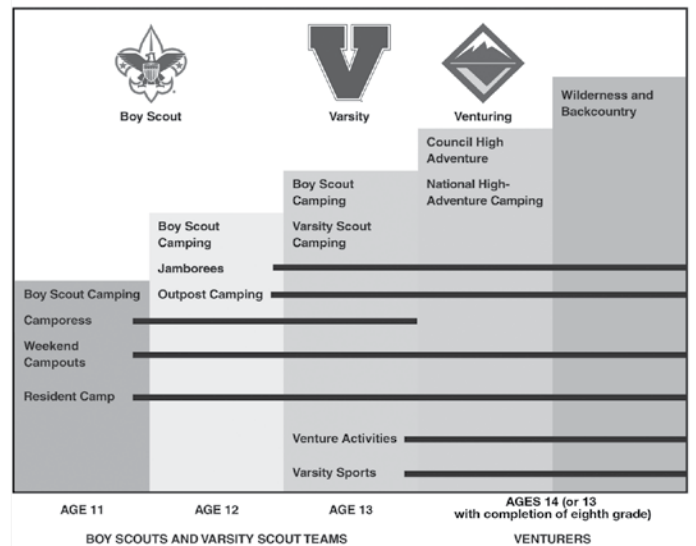 Boy Scout
Varsity
Venturing
Wilderness and
Backcountry
Council High
Adventure
National High-
Adventure Camping
Boy Scout
Camping
Varsity Scout
Camping
Boy Scout
Camping
Jamborees
Outpost Camping
Boy Scout Camping
Camporess
Weekend
Campouts
Resident Camp
Venture Activities
Varsity Sports
AGE 11
AGE 12
AGE 13
AGES 14 (or 13
with completion of eighth grade)
BOY SCOUTS AND VARSITY SCOUT TEAMS
VENTURERS